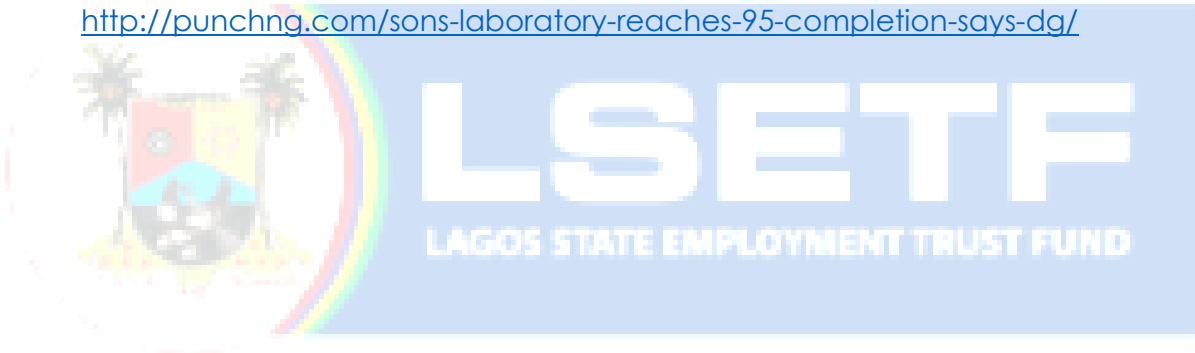 http://punchng.com/sons-laboratory-reaches-95-completion-says-dg/
LSETF
LAGOS STATE EMPLOYMENT TRUST FUND